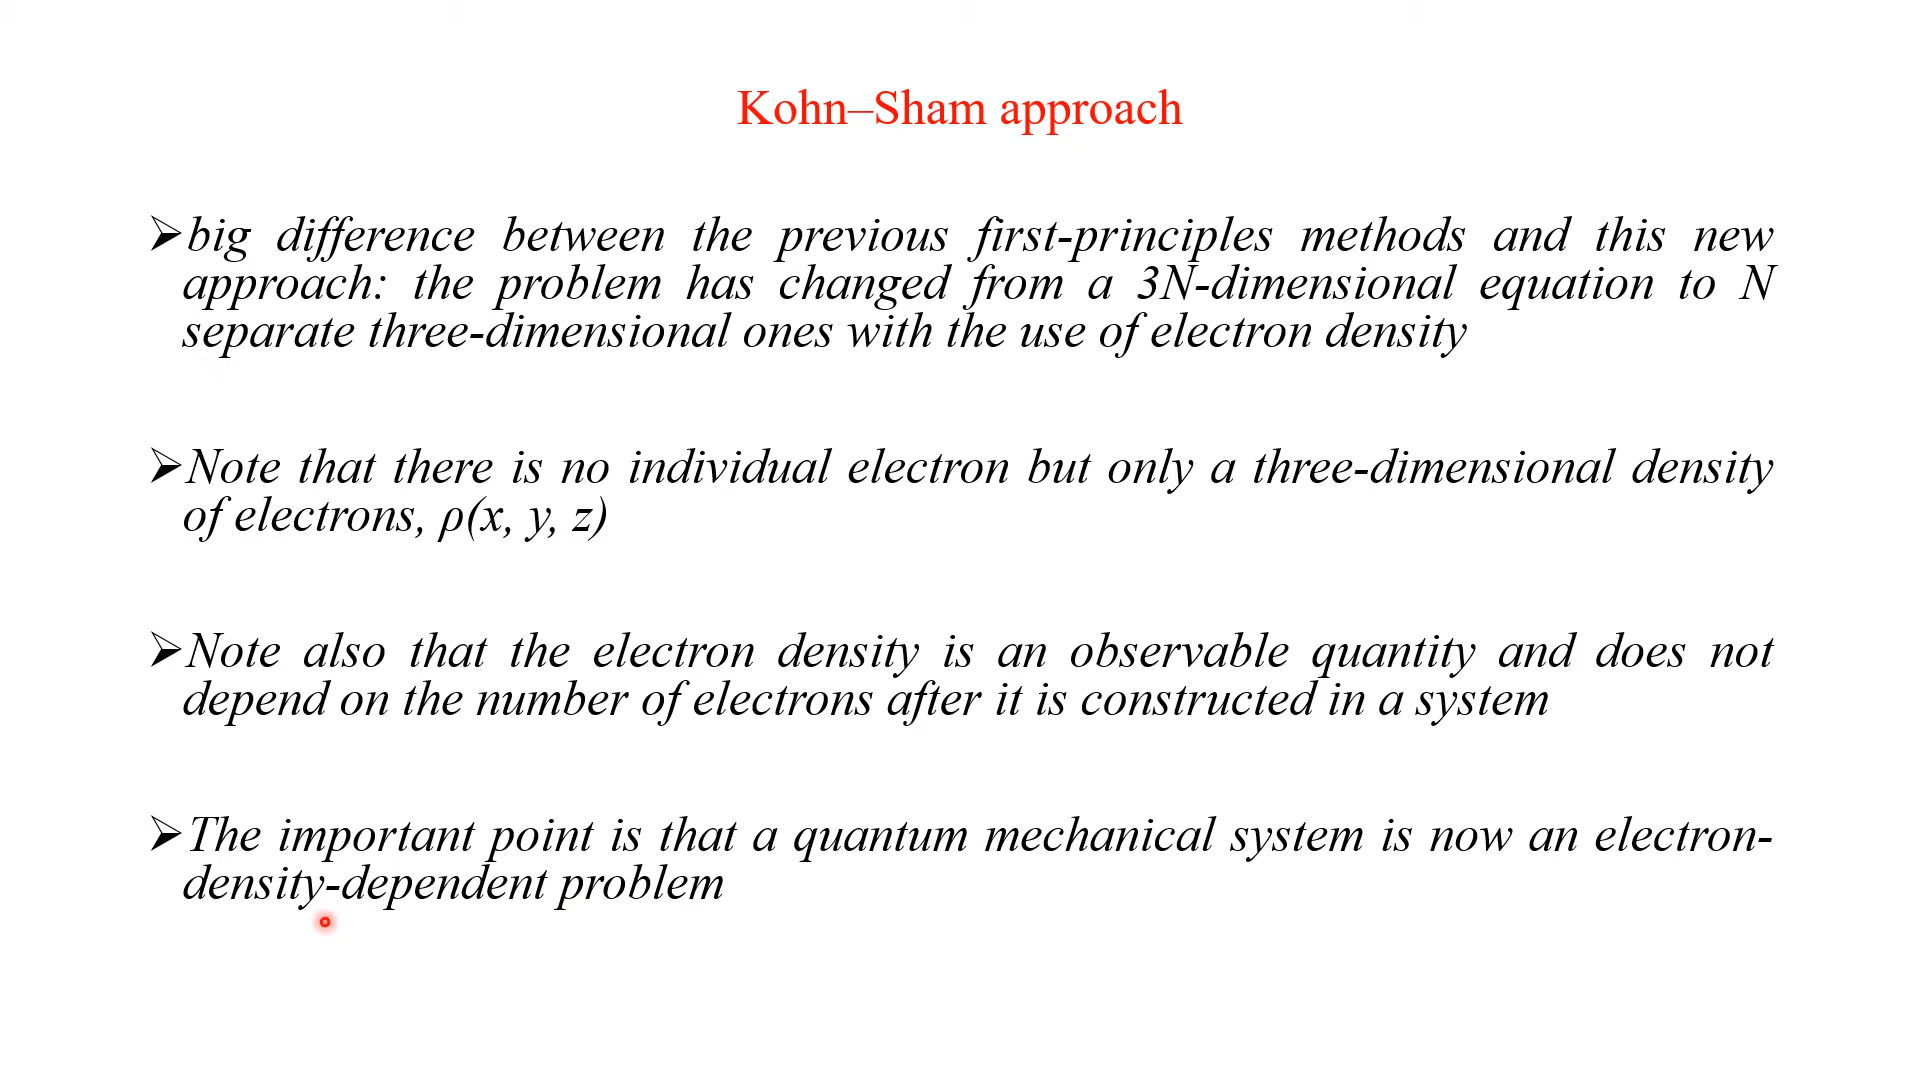 Kohn–Sham approach
➢big difference between the previous first-principles methods and this new
approach: the problem has changed from a 3N-dimensional equation to N
separate three-dimensional ones with the use of electron density
➢Note that there is no individual electron but only a three-dimensional density
of electrons, ρ(x, y, z)
➢Note also that the electron density is an observable quantity and does not
depend on the number of electrons after it is constructed in a system
➢The important point is that a quantum mechanical system is now an electron-
density-dependent problem